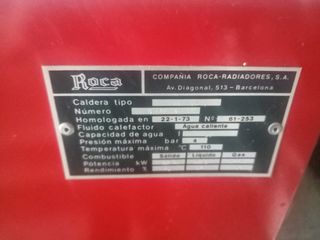 Roca
COMPAÑIA ROCA-RADIADORES, S.A.
Av. Diagonal, 513 - Barcelona
Caldera tipo
Número
Homologada en 22-1-73 Nº 61-253
Fluido calefactor Agua caliente
Capacidad de agua l
Presión máxima bar 4
Temperatura máxima °C 110
Combustible Sólido Líquido Gas
Potencia kW
Rendimiento %